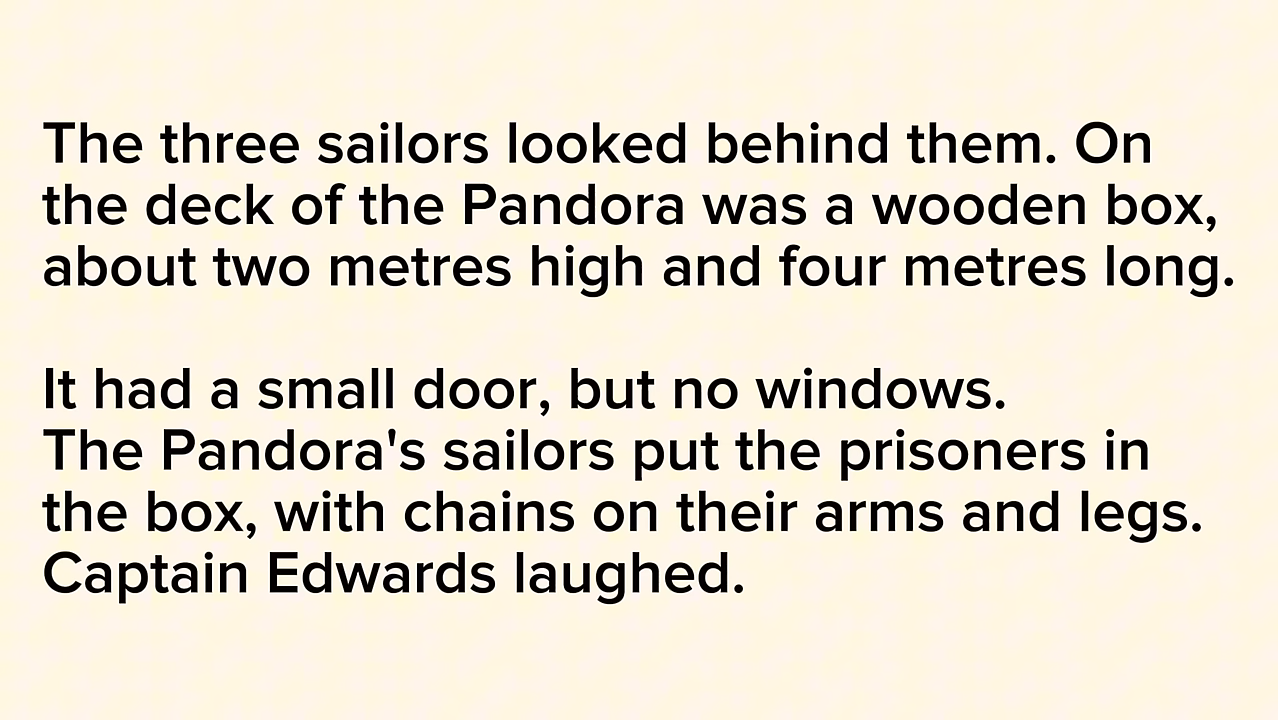 The three sailors looked behind them. On
the deck of the Pandora was a wooden box,
about two metres high and four metres long.
It had a small door, but no windows.
The Pandora's sailors put the prisoners in
the box, with chains on their arms and legs.
Captain Edwards laughed.